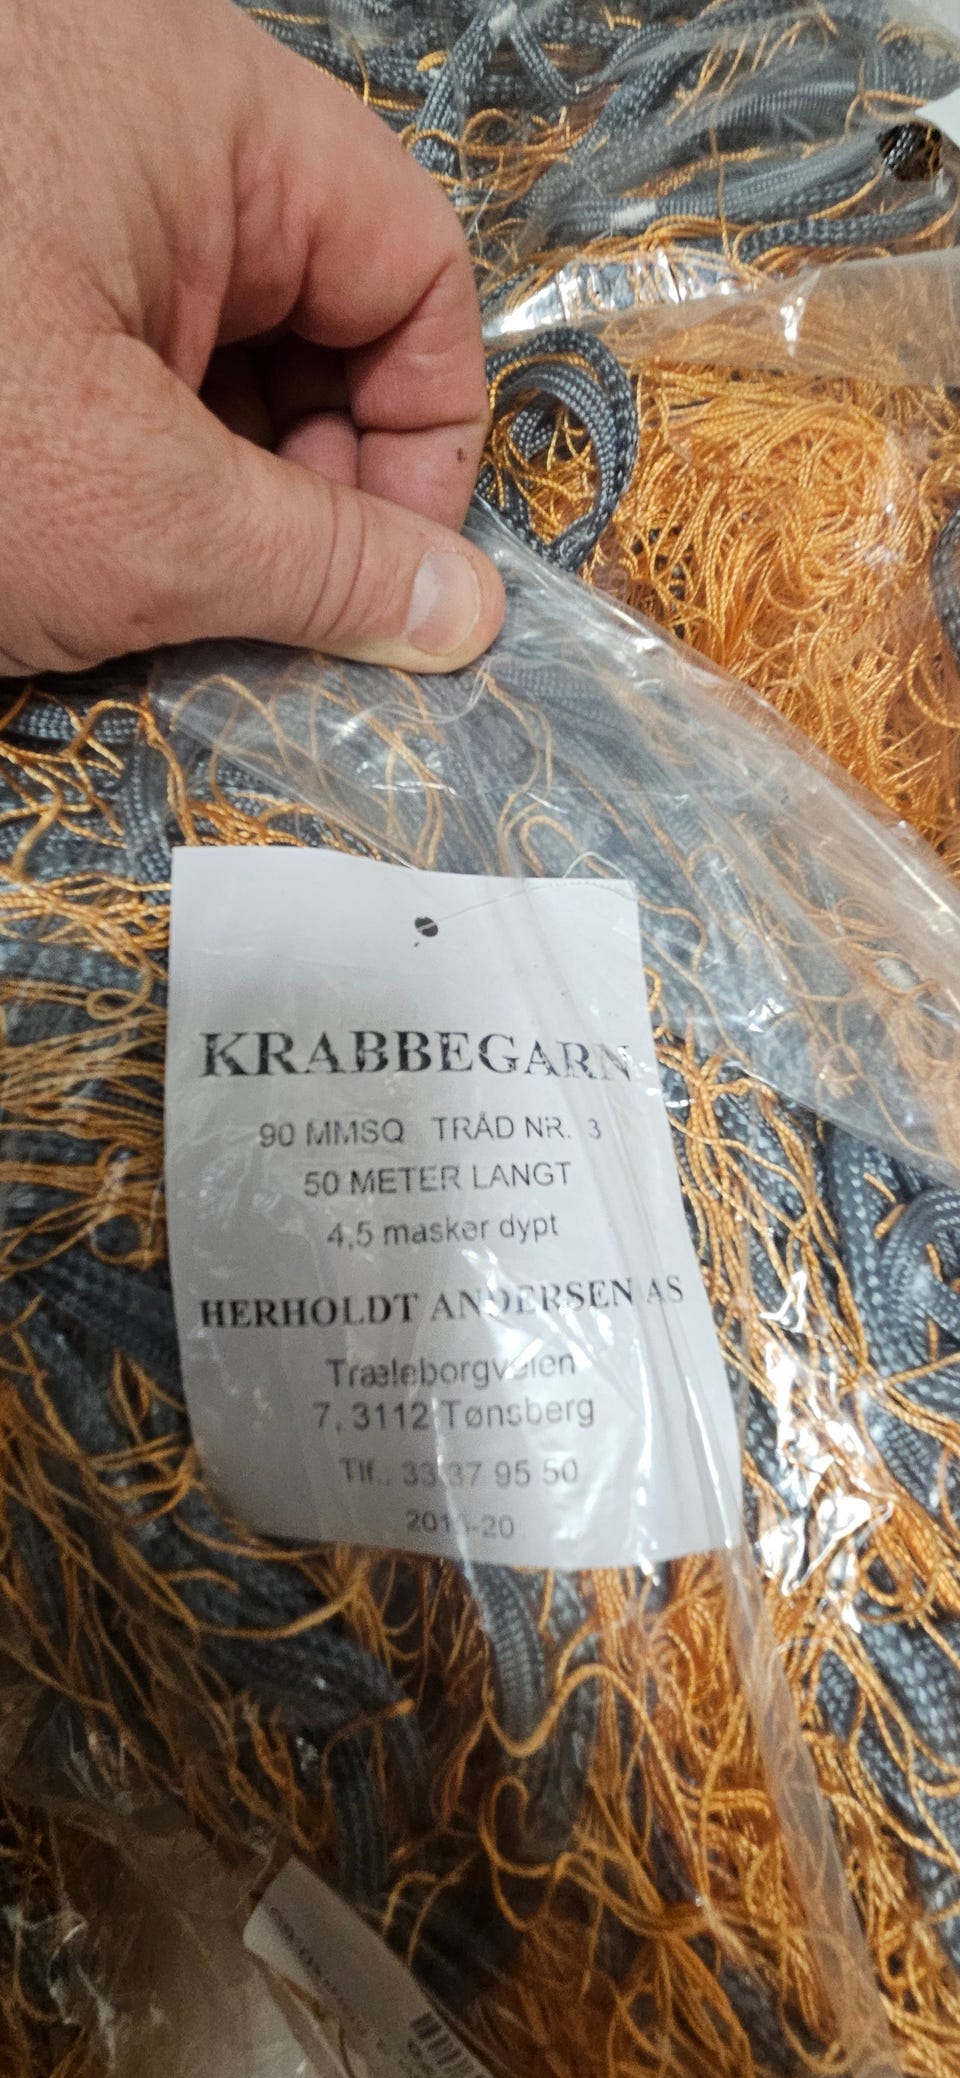 KRABBEGARN
90 MMSQ TRÅD NR. 3
50 METER LANGT
4,5 masker dypt
HERHOLDT ANDERSEN AS
Træleborgveien
7, 3112 Tønsberg
Tlf.. 33 37 95 50